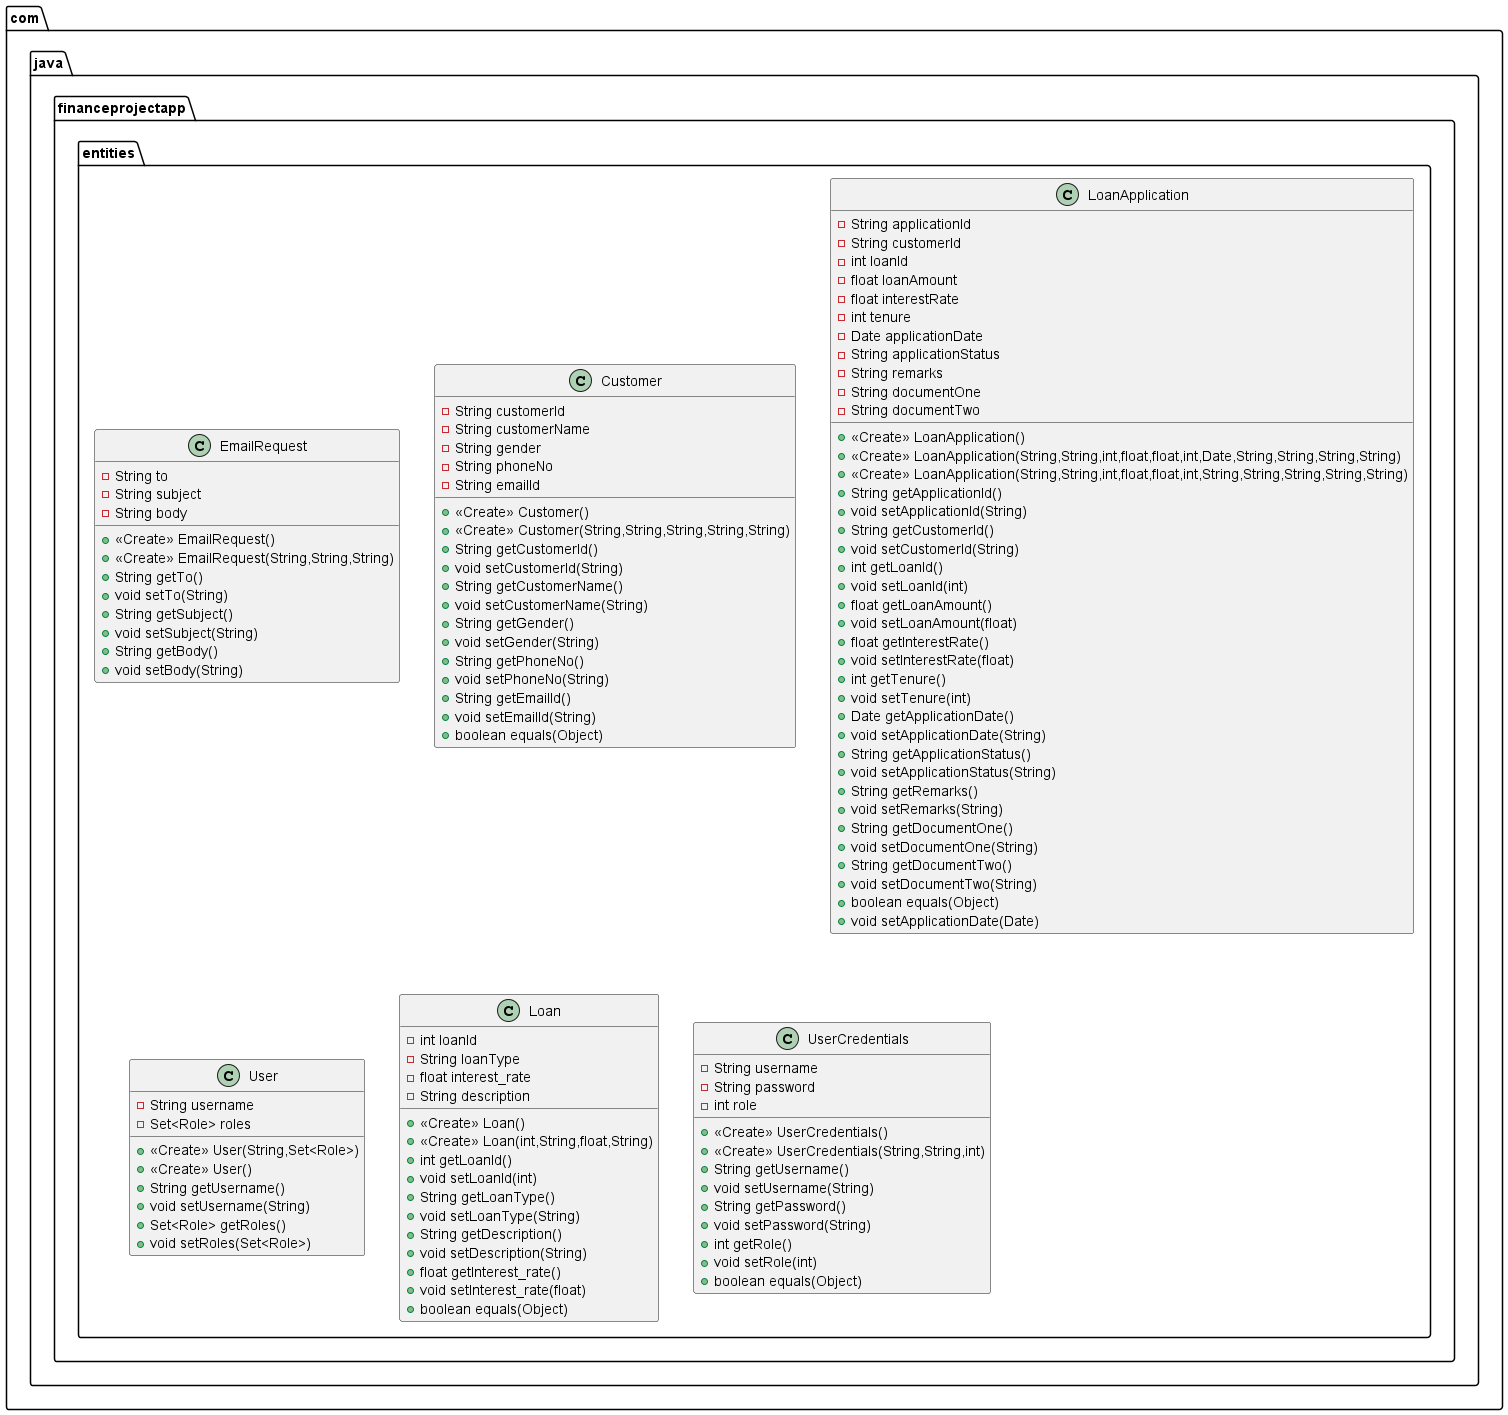 com
java
financeprojectapp
entities
C LoanApplication
String applicationId
String customerId
int loanId
float loanAmount
float interestRate
int tenure
Date applicationDate
String applicationStatus
String remarks
String documentOne
String documentTwo
«Create» LoanApplication()
«Create» LoanApplication(String,String,int,float,float,int,Date,String,String,String,String)
«Create» LoanApplication(String,String,int,float,float,int,String,String,String,String,String)
String getApplicationId()
void setApplicationId(String)
String getCustomerId()
void setCustomerId(String)
int getLoanId()
void setLoanId(int)
float getLoanAmount()
void setLoanAmount(float)
float getInterestRate()
void setInterestRate(float)
int getTenure()
void setTenure(int)
Date getApplicationDate()
void setApplicationDate(String)
String getApplicationStatus()
void setApplicationStatus(String)
String getRemarks()
void setRemarks(String)
String getDocumentOne()
void setDocumentOne(String)
String getDocumentTwo()
void setDocumentTwo(String)
boolean equals(Object)
void setApplicationDate(Date)
C Customer
String customerId
String customerName
String gender
String phoneNo
String emailId
«Create» Customer()
«Create» Customer(String,String,String,String,String)
String getCustomerId()
void setCustomerId(String)
String getCustomerName()
void setCustomerName(String)
String getGender()
void setGender(String)
String getPhoneNo()
void setPhoneNo(String)
String getEmailId()
void setEmailId(String)
boolean equals(Object)
C EmailRequest
String to
String subject
String body
«Create» EmailRequest()
«Create» EmailRequest(String,String,String)
String getTo()
void setTo(String)
String getSubject()
void setSubject(String)
String getBody()
void setBody(String)
C User
String username
Set<Role> roles
«Create» User(String,Set<Role>)
«Create» User()
String getUsername()
void setUsername(String)
Set<Role> getRoles()
void setRoles(Set<Role>)
C Loan
int loanId
String loanType
float interest_rate
String description
«Create» Loan()
«Create» Loan(int,String,float,String)
int getLoanId()
void setLoanId(int)
String getLoanType()
void setLoanType(String)
String getDescription()
void setDescription(String)
float getInterest_rate()
void setInterest_rate(float)
boolean equals(Object)
C UserCredentials
String username
String password
int role
«Create» UserCredentials()
«Create» UserCredentials(String,String,int)
String getUsername()
void setUsername(String)
String getPassword()
void setPassword(String)
int getRole()
void setRole(int)
boolean equals(Object)